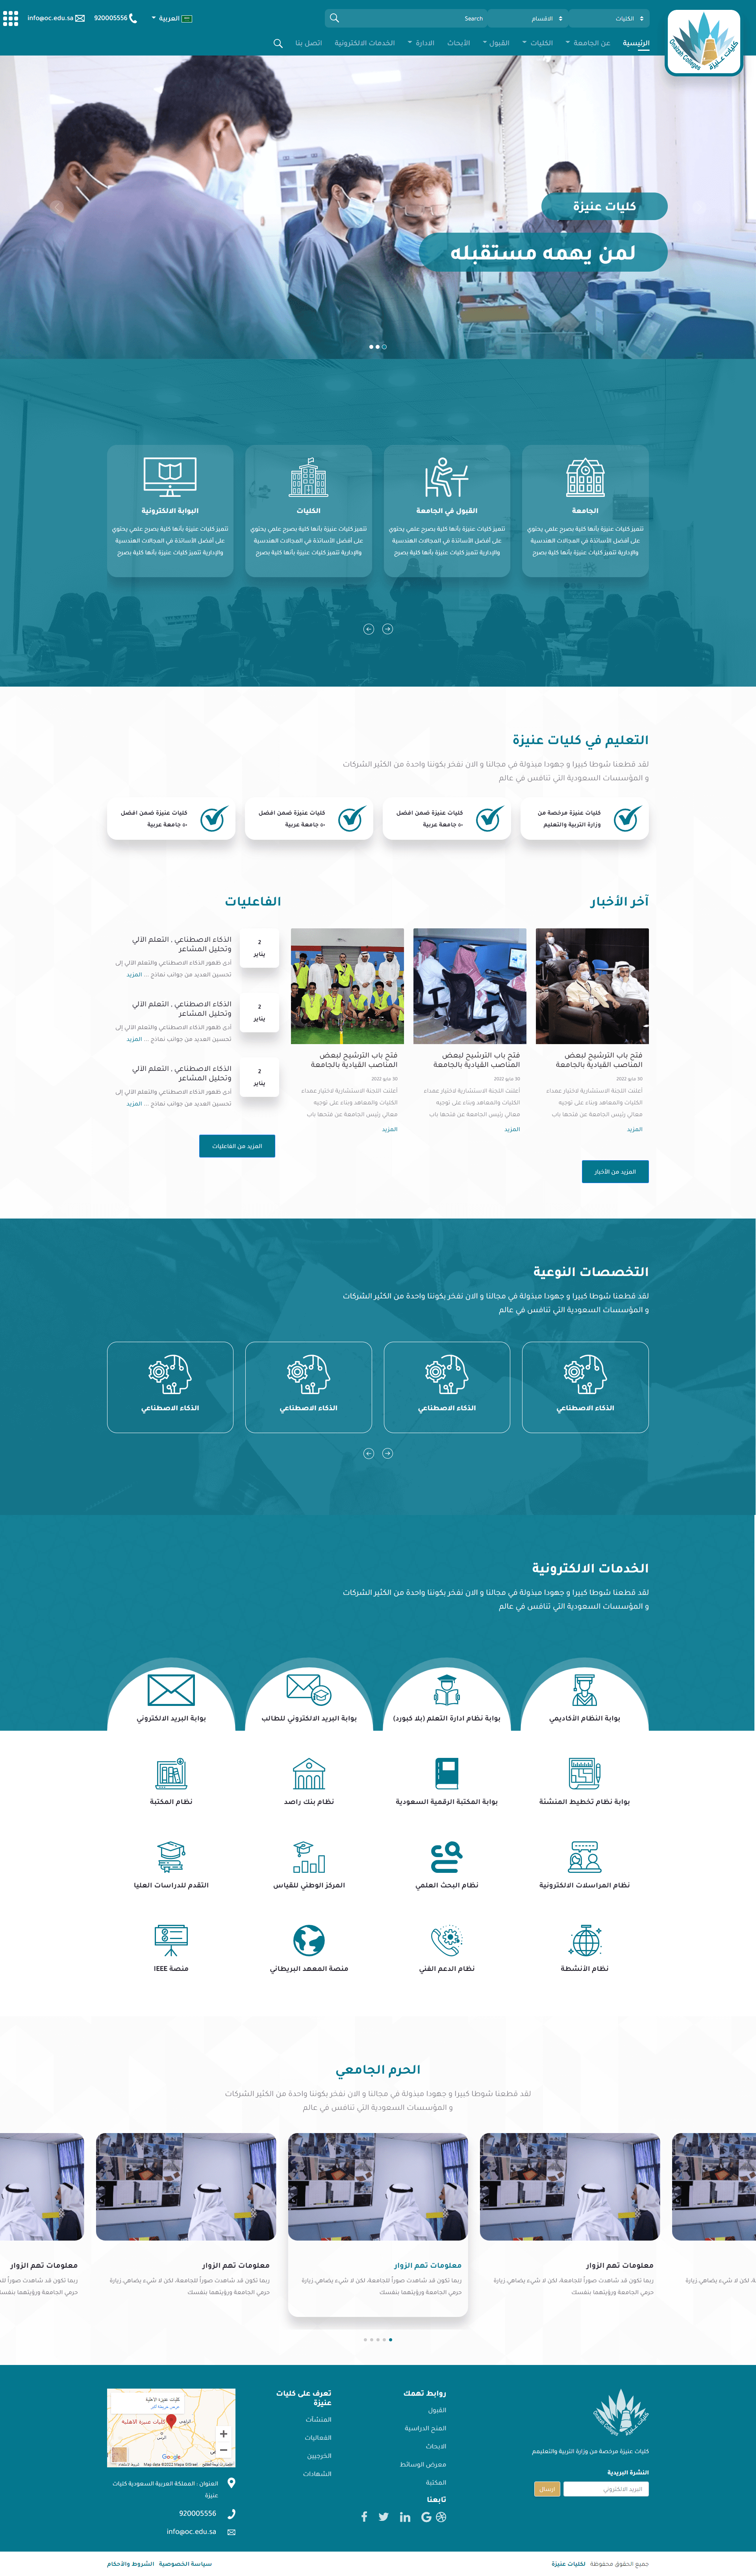 الكليات
الاقسام
Search
العربية
920005556
info@oc.edu.sa
Onaizah Colleges
كليات عنيزة
الرئيسية
عن الجامعة
الكليات
القبول
الأبحاث
الادارة
الخدمات الالكترونية
اتصل بنا
كليات عنيزة
لمن يهمه مستقبله
الجامعة
تتميز كليات عنيزة بأنها كلية بصرح علمي يحتوي
على أفضل الأساتذة في المجالات الهندسية
والإدارية تتميز كليات عنيزة بأنها كلية بصرح
القبول في الجامعة
تتميز كليات عنيزة بأنها كلية بصرح علمي يحتوي
على أفضل الأساتذة في المجالات الهندسية
والإدارية تتميز كليات عنيزة بأنها كلية بصرح
الكليات
تتميز كليات عنيزة بأنها كلية بصرح علمي يحتوي
على أفضل الأساتذة في المجالات الهندسية
والإدارية تتميز كليات عنيزة بأنها كلية بصرح
البوابة الالكترونية
تتميز كليات عنيزة بأنها كلية بصرح علمي يحتوي
على أفضل الأساتذة في المجالات الهندسية
والإدارية تتميز كليات عنيزة بأنها كلية بصرح
التعليم في كليات عنيزة
لقد قطعنا شوطا كبيرا و جهودا مبذولة في مجالنا و الان نفخر بكوننا واحدة من الكثير الشركات
و المؤسسات السعودية التي تنافس في عالم
كليات عنيزة مرخصة من
وزارة التربية والتعليم
كليات عنيزة ضمن افضل
٥٠ جامعة عربية
كليات عنيزة ضمن افضل
٥٠ جامعة عربية
كليات عنيزة ضمن افضل
٥٠ جامعة عربية
آخر الأخبار
فتح باب الترشيح لبعض
المناصب القيادية بالجامعة
30 مايو 2022
أعلنت اللجنة الاستشارية لاختيار عمداء
الكليات والمعاهد وبناء على توجيه
معالي رئيس الجامعة عن فتحها باب
المزيد
فتح باب الترشيح لبعض
المناصب القيادية بالجامعة
30 مايو 2022
أعلنت اللجنة الاستشارية لاختيار عمداء
الكليات والمعاهد وبناء على توجيه
معالي رئيس الجامعة عن فتحها باب
المزيد
فتح باب الترشيح لبعض
المناصب القيادية بالجامعة
30 مايو 2022
أعلنت اللجنة الاستشارية لاختيار عمداء
الكليات والمعاهد وبناء على توجيه
معالي رئيس الجامعة عن فتحها باب
المزيد
المزيد من الأخبار
الفاعليات
2
يناير
الذكاء الاصطناعي , التعلم الآلي
وتحليل المشاعر
أدى ظهور الذكاء الاصطناعي والتعلم الآلي إلى
تحسين العديد من جوانب نماذج ... المزيد
2
يناير
الذكاء الاصطناعي , التعلم الآلي
وتحليل المشاعر
أدى ظهور الذكاء الاصطناعي والتعلم الآلي إلى
تحسين العديد من جوانب نماذج ... المزيد
2
يناير
الذكاء الاصطناعي , التعلم الآلي
وتحليل المشاعر
أدى ظهور الذكاء الاصطناعي والتعلم الآلي إلى
تحسين العديد من جوانب نماذج ... المزيد
المزيد من الفاعليات
التخصصات النوعية
لقد قطعنا شوطا كبيرا و جهودا مبذولة في مجالنا و الان نفخر بكوننا واحدة من الكثير الشركات
و المؤسسات السعودية التي تنافس في عالم
الذكاء الاصطناعي
الذكاء الاصطناعي
الذكاء الاصطناعي
الذكاء الاصطناعي
الخدمات الالكترونية
لقد قطعنا شوطا كبيرا و جهودا مبذولة في مجالنا و الان نفخر بكوننا واحدة من الكثير الشركات
و المؤسسات السعودية التي تنافس في عالم
بوابة النظام الأكاديمي
بوابة نظام ادارة التعلم (بلا كبورد)
بوابة البريد الالكتروني للطالب
بوابة البريد الالكتروني
بوابة نظام تخطيط المنشئة
بوابة المكتبة الرقمية السعودية
نظام بنك راصد
نظام المكتبة
نظام المراسلات الالكترونية
نظام البحث العلمي
المركز الوطني للقياس
التقدم للدراسات العليا
نظام الأنشطة
نظام الدعم الفني
منصة المعهد البريطاني
منصة IEEE
الحرم الجامعي
لقد قطعنا شوطا كبيرا و جهودا مبذولة في مجالنا و الان نفخر بكوننا واحدة من الكثير الشركات
و المؤسسات السعودية التي تنافس في عالم
لكن لا شيء يضاهي زيارة
معلومات تهم الزوار
ربما تكون قد شاهدت صوراً للجامعة، لكن لا شيء يضاهي زيارة
حرمي الجامعة ورؤيتهما بنفسك
معلومات تهم الزوار
ربما تكون قد شاهدت صوراً للجامعة، لكن لا شيء يضاهي زيارة
حرمي الجامعة ورؤيتهما بنفسك
معلومات تهم الزوار
ربما تكون قد شاهدت صوراً للجامعة، لكن لا شيء يضاهي زيارة
حرمي الجامعة ورؤيتهما بنفسك
معلومات تهم الزوار
ربما تكون قد شاهدت صوراً
حرمي الجامعة ورؤيتهما بنفسك
كليات عنيزة
كليات عنيزة مرخصة من وزارة التربية والتعليم
النشرة البريدية
البريد الالكتروني
ارسال
روابط تهمك
القبول
المنح الدراسية
الابحاث
معرض الوسائط
المكتبة
تابعنا
تعرف على كليات
عنيزة
المنشآت
الفعاليات
الخرجيين
الشهادات
كليات عنيزة الأهلية
كليات عنيزة الأهلية
Google
العنوان : المملكة العربية السعودية كليات
عنيزة
920005556
info@oc.edu.sa
جميع الحقوق محفوظة لكليات عنيزة
سياسة الخصوصية
الشروط والأحكام